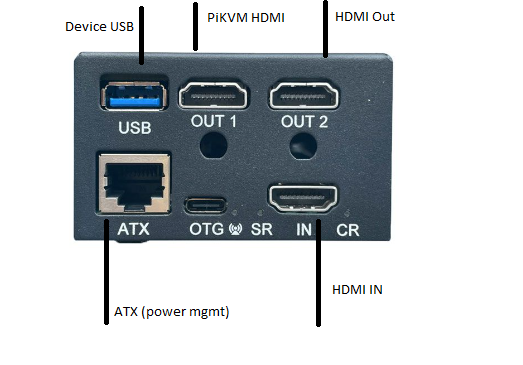 Device USB
PiKVM HDMI
HDMI Out
USB
OUT 1
OUT 2
ATX
OTG
SR
IN
CR
ATX (power mgmt)
HDMI IN